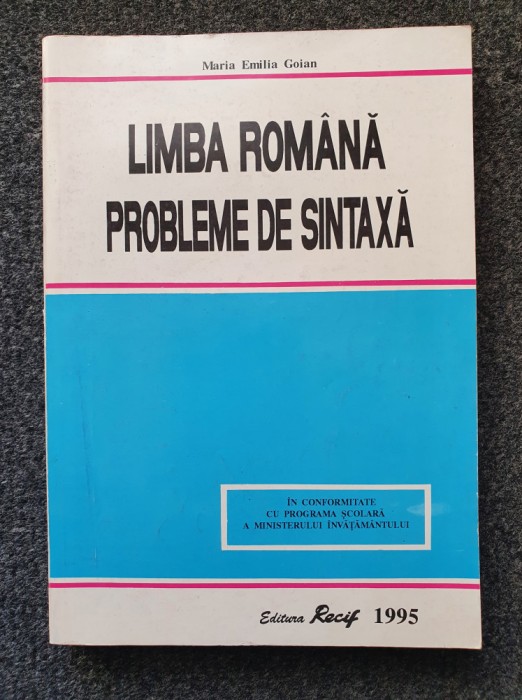 Maria Emilia Goian
LIMBA ROMÂNĂ
PROBLEME DE SINTAXĂ
ÎN CONFORMITATE
CU PROGRAMA ŞCOLARĂ
A MINISTERULUI ÎNVĂŢĂMÂNTULUI
Editura Recif 1995